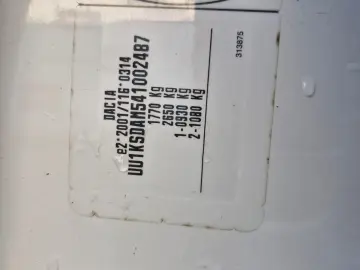 DACIA
e2*2001/116*0314
UU1KSDAM541002487
1770 Kg
2650 Kg
1-0930 Kg
2-1080 Kg
313875